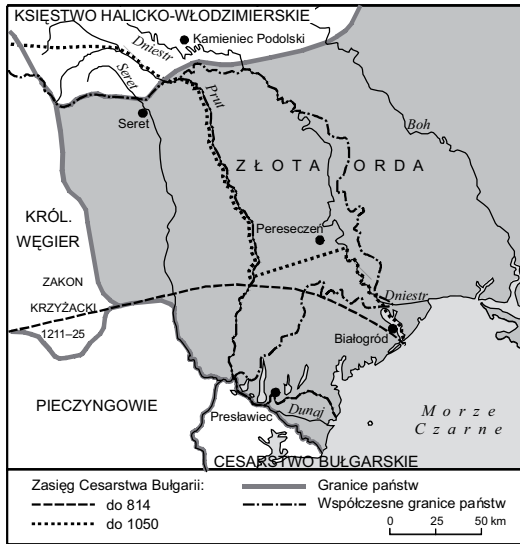 KSIĘSTWO HALICKO-WŁODZIMIERSKIE
Dniestr
Kamieniec Podolski
Seret
Prut
Seret
Boh
ZŁOTA ORDA
KRÓL.
WĘGIER
Pereseczeń
ZAKON
KRZYŻACKI
1211–25
Dniestr
Białogród
PIECZYNGOWIE
Presławiec
Dunaj
Morze
Czarne
CESARSTWO BUŁGARSKIE
Zasięg Cesarstwa Bułgarii:
do 814
do 1050
Granice państw
Współczesne granice państw
0 25 50 km